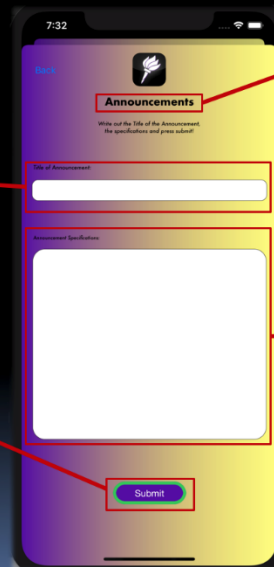 7:32
Back
Announcements
Write out the Title of the Announcement,
the specifications and press submit!
Title of Announcement
Announcement Specifications
Submit